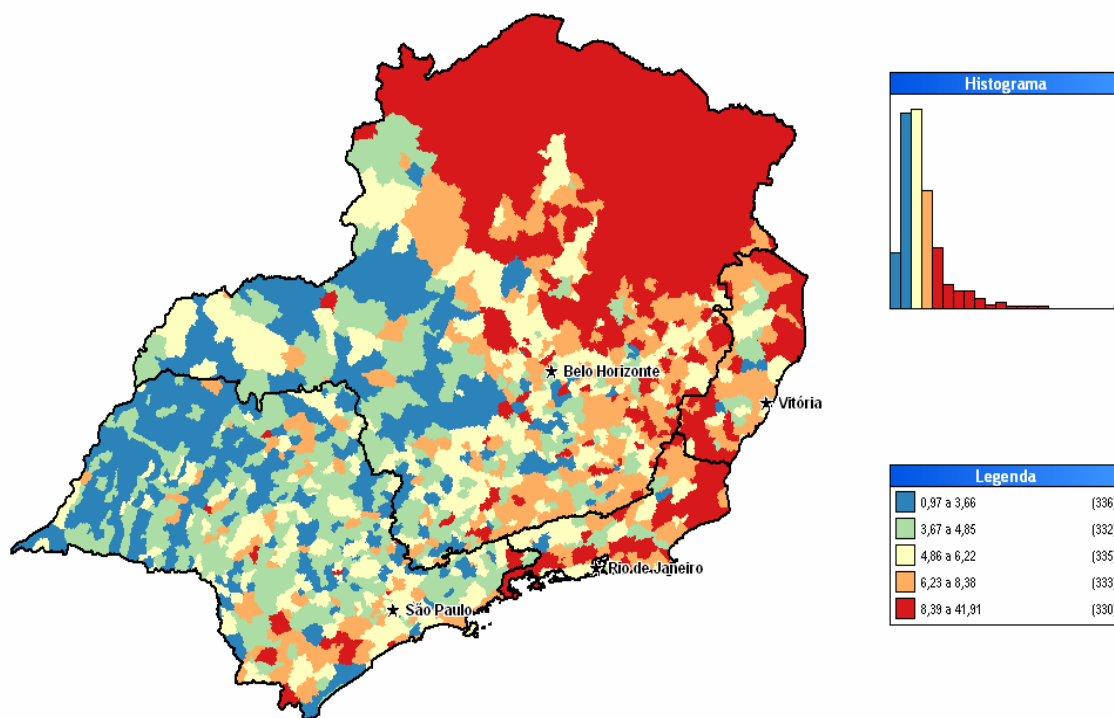 Histograma
Belo Horizonte
Vitória
Rio de Janeiro
São Paulo
Legenda
0,97 a 3,66 (336)
3,67 a 4,85 (332)
4,86 a 6,22 (335)
6,23 a 8,38 (333)
8,39 a 41,91 (330)